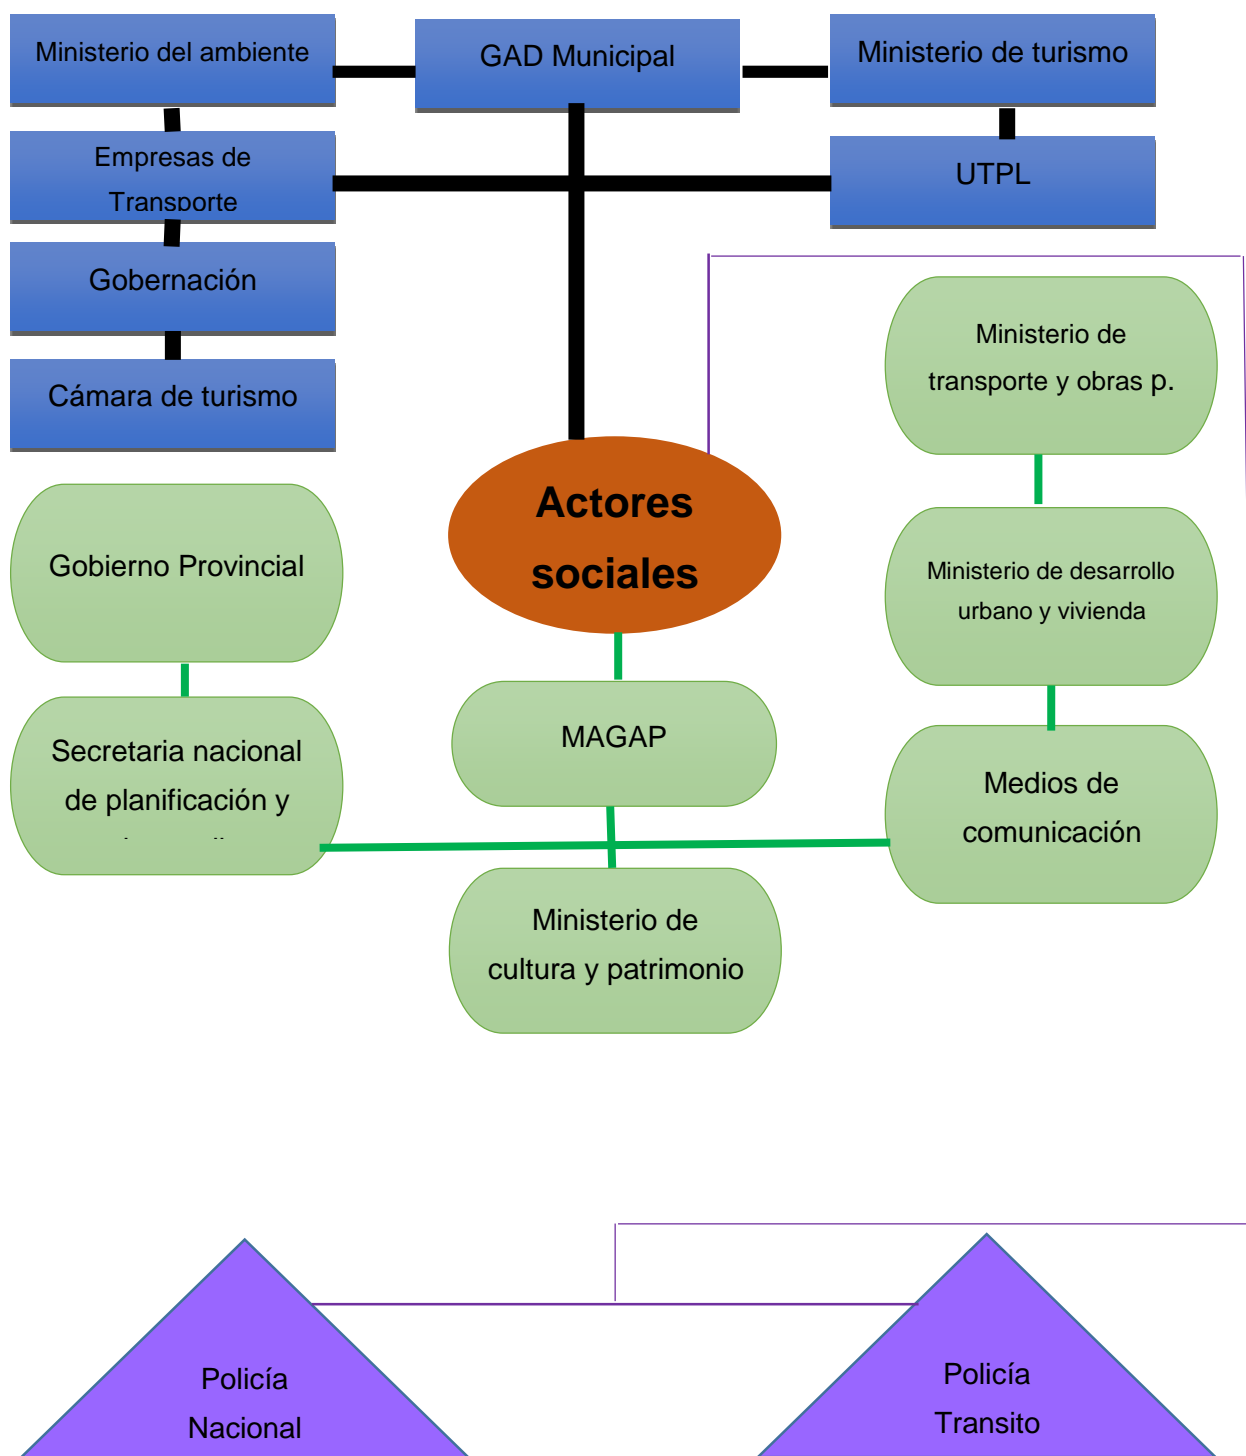 Ministerio del ambiente
GAD Municipal
Ministerio de turismo
Empresas de
Transporte
UTPL
Gobernación
Cámara de turismo
Ministerio de
transporte y obras p.
Actores
sociales
Gobierno Provincial
Ministerio de desarrollo
urbano y vivienda
Secretaria nacional
de planificación y
MAGAP
Medios de
comunicación
Ministerio de
cultura y patrimonio
Policía
Nacional
Policía
Transito